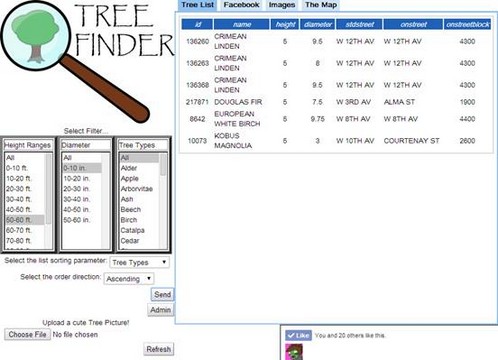 TREE
FINDER
Select Filter...
Height Ranges Diameter Tree Types
All All All
0-10 ft. 0-10 in. Alder
10-20 ft. 10-20 in. Apple
20-30 ft. 20-30 in. Arborvitae
30-40 ft. 30-40 in. Ash
40-50 ft. 40-50 in. Beech
50-60 ft. 50-60 in. Birch
60-70 ft. Catalpa
70-80 ft. Cedar
Select the list sorting parameter: Tree Types
Select the order direction: Ascending
Send
Admin
Upload a cute Tree Picture!
Choose File No file chosen
Refresh
Tree List Facebook Images The Map
id name height diameter stdstreet onstreet onstreetblock
136260 CRIMEAN LINDEN 5 9.5 W 12TH AV W 12TH AV 4300
136263 CRIMEAN LINDEN 5 8 W 12TH AV W 12TH AV 4300
136368 CRIMEAN LINDEN 5 9.5 W 12TH AV W 12TH AV 4300
217871 DOUGLAS FIR 5 7.5 W 3RD AV ALMA ST 1900
8642 EUROPEAN WHITE BIRCH 5 9.75 W 8TH AV W 8TH AV 4400
10073 KOBUS MAGNOLIA 5 3 W 10TH AV COURTENAY ST 2600
Like You and 20 others like this.